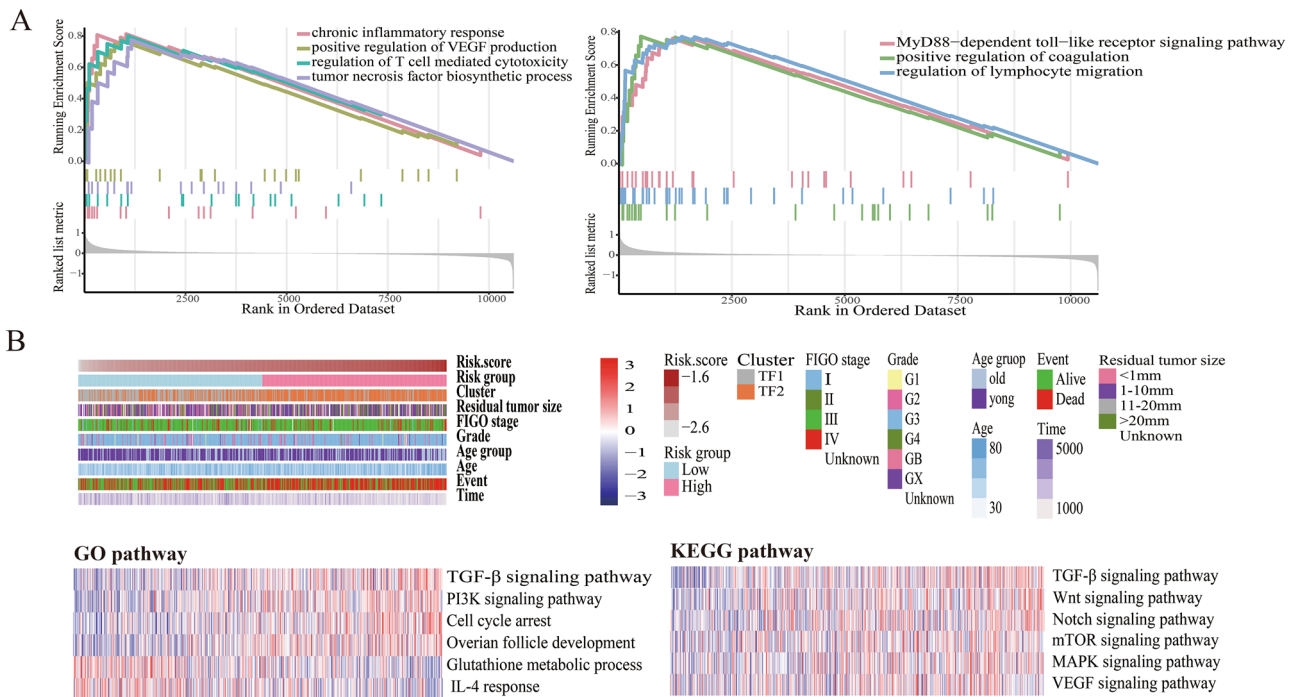 A
Running Enrichment Score
0.8
0.6
0.4
0.2
0.0
chronic inflammatory response
positive regulation of VEGF production
regulation of T cell mediated cytotoxicity
tumor necrosis factor biosynthetic process
Ranked list metric
1
0
−1
2500
5000
7500
10000
Rank in Ordered Dataset
Running Enrichment Score
0.8
0.6
0.4
0.2
0.0
MyD88−dependent toll−like receptor signaling pathway
positive regulation of coagulation
regulation of lymphocyte migration
Ranked list metric
1
0
−1
2500
5000
7500
10000
Rank in Ordered Dataset
B
Risk.score
Risk group
Cluster
Residual tumor size
FIGO stage
Grade
Age group
Age
Event
Time
3
2
1
0
−1
−2
−3
Risk.score
−1.6
−2.6
Risk group
Low
High
Cluster
TF1
TF2
FIGO stage
I
II
III
IV
Unknown
Grade
G1
G2
G3
G4
GB
GX
Unknown
Age gruop
old
yong
Age
80
30
Event
Alive
Dead
Time
5000
1000
Residual tumor size
<1mm
1-10mm
11-20mm
>20mm
Unknown
GO pathway
TGF-β signaling pathway
PI3K signaling pathway
Cell cycle arrest
Overian follicle development
Glutathione metabolic process
IL-4 response
KEGG pathway
TGF-β signaling pathway
Wnt signaling pathway
Notch signaling pathway
mTOR signaling pathway
MAPK signaling pathway
VEGF signaling pathway